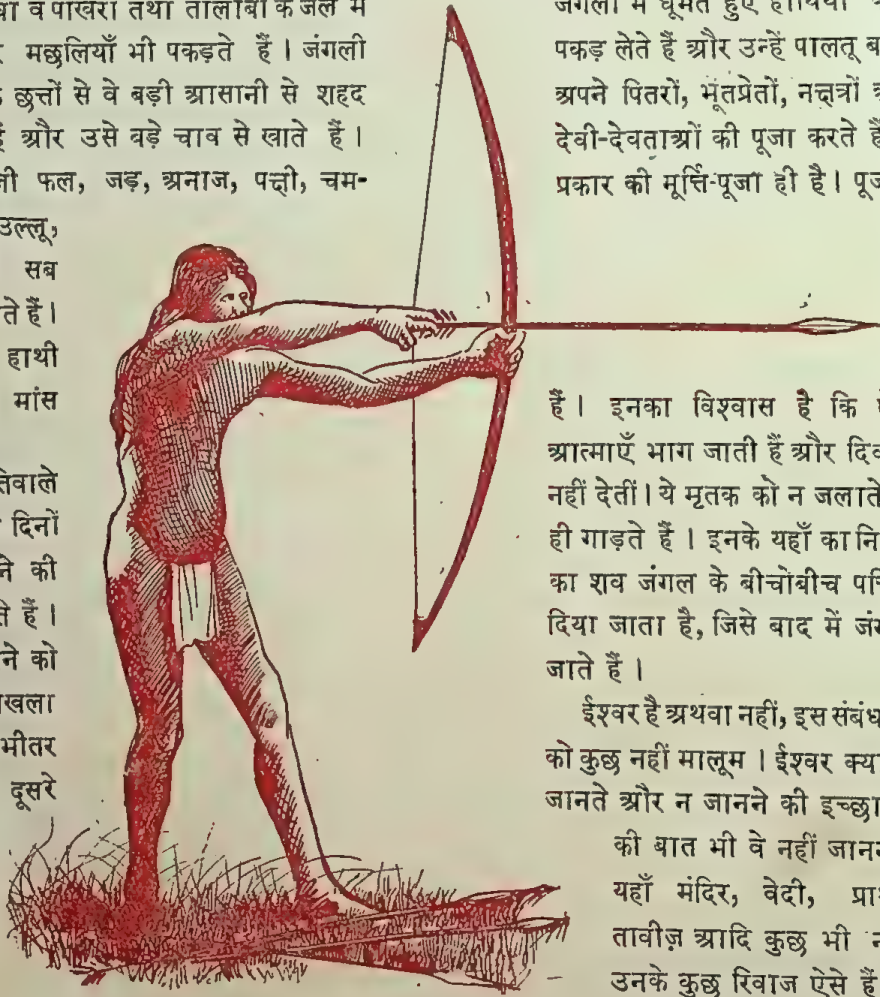 व पोखरों तथा तालाबों के जल में
मछलियाँ भी पकड़ते हैं । जंगली
छत्तों से वे बड़ी आसानी से शहद
और उसे बड़े चाव से खाते हैं ।
फल, जड़, अनाज, पक्षी, चम-
उल्लू,
सब
हैं ।
हाथी
मांस
दिनों
की
हैं ।
को
भीतर
दूसरे
जंगलों में घूमते हुए हाथियों
पकड़ लेते हैं और उन्हें पालतू
अपने पितरों, भूतप्रेतों, नक्षत्रों
देवी-देवताओं की पूजा करते हैं
प्रकार की मूर्त्ति-पूजा ही है ।
हैं । इनका विश्वास है कि
आत्माएँ भाग जाती हैं और
नहीं देतीं । ये मृतक को न जलाते
ही गाड़ते हैं । इनके यहाँ का
का शव जंगल के बीचोबीच
दिया जाता है, जिसे बाद में
जाते हैं ।
ईश्वर है अथवा नहीं, इस संबंध
को कुछ नहीं मालूम । ईश्वर
जानते और न जानने की इच्छा
की बात भी वे नहीं
यहाँ मंदिर, वेदी,
तावीज़ आदि कुछ भी
उनके कुछ रिवाज ऐसे हैं